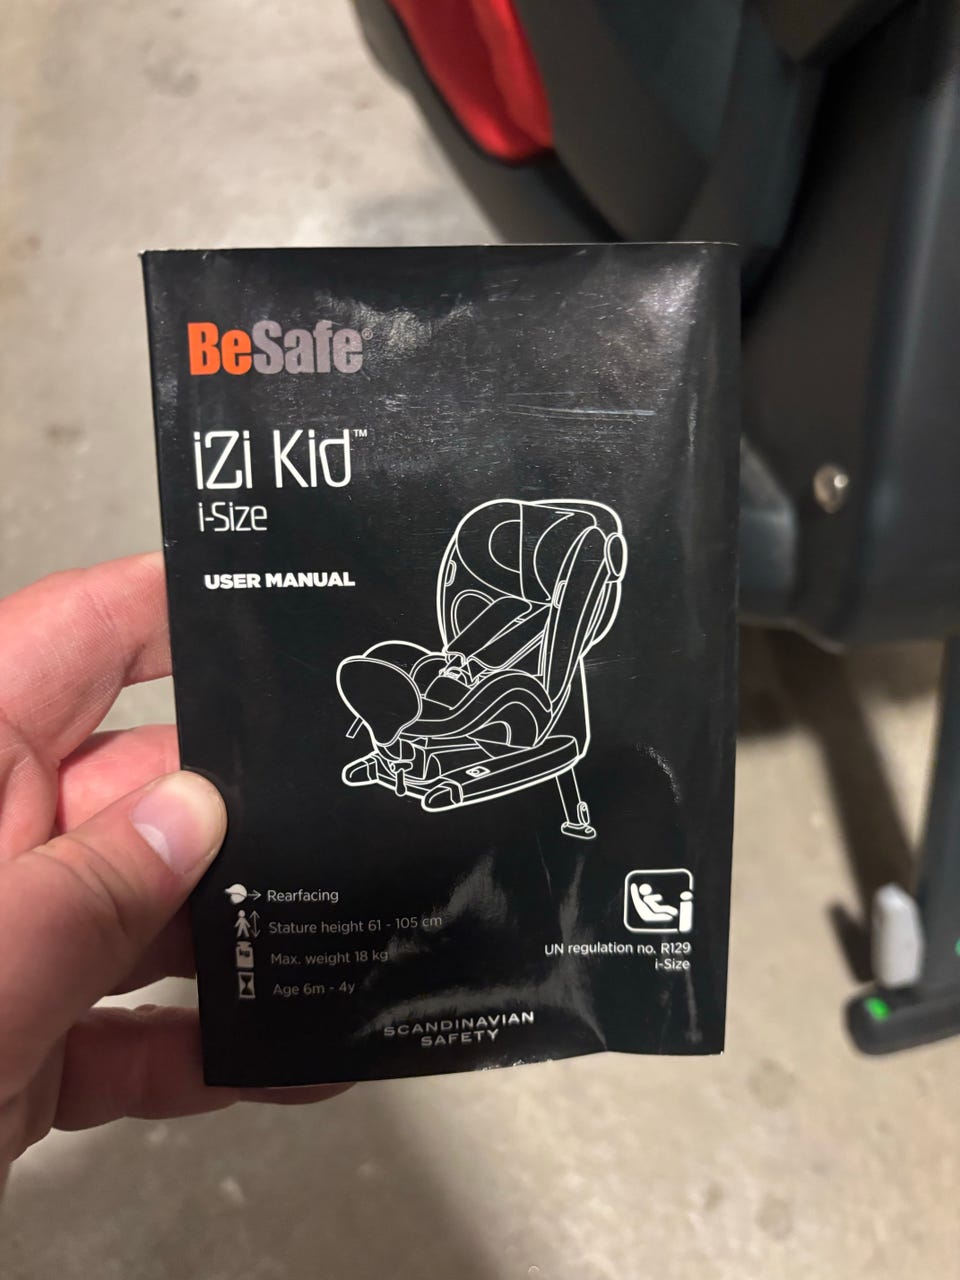 BeSafe®
iZi Kid™
i-Size
USER MANUAL
Rearfacing
Stature height 61 - 105 cm
kg
Max. weight 18 kg
Age 6m - 4y
UN regulation no. R129
i-Size
SCANDINAVIAN
SAFETY